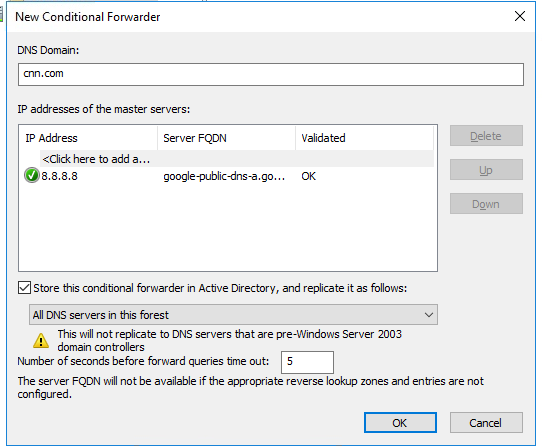 New Conditional Forwarder
DNS Domain:
cnn.com
IP addresses of the master servers:
IP Address Server FQDN Validated
<Click here to add a...
8.8.8.8 google-public-dns-a.go... OK
Delete
Up
Down
Store this conditional forwarder in Active Directory, and replicate it as follows:
All DNS servers in this forest
This will not replicate to DNS servers that are pre-Windows Server 2003
domain controllers
Number of seconds before forward queries time out: 5
The server FQDN will not be available if the appropriate reverse lookup zones and entries are not
configured.
OK Cancel